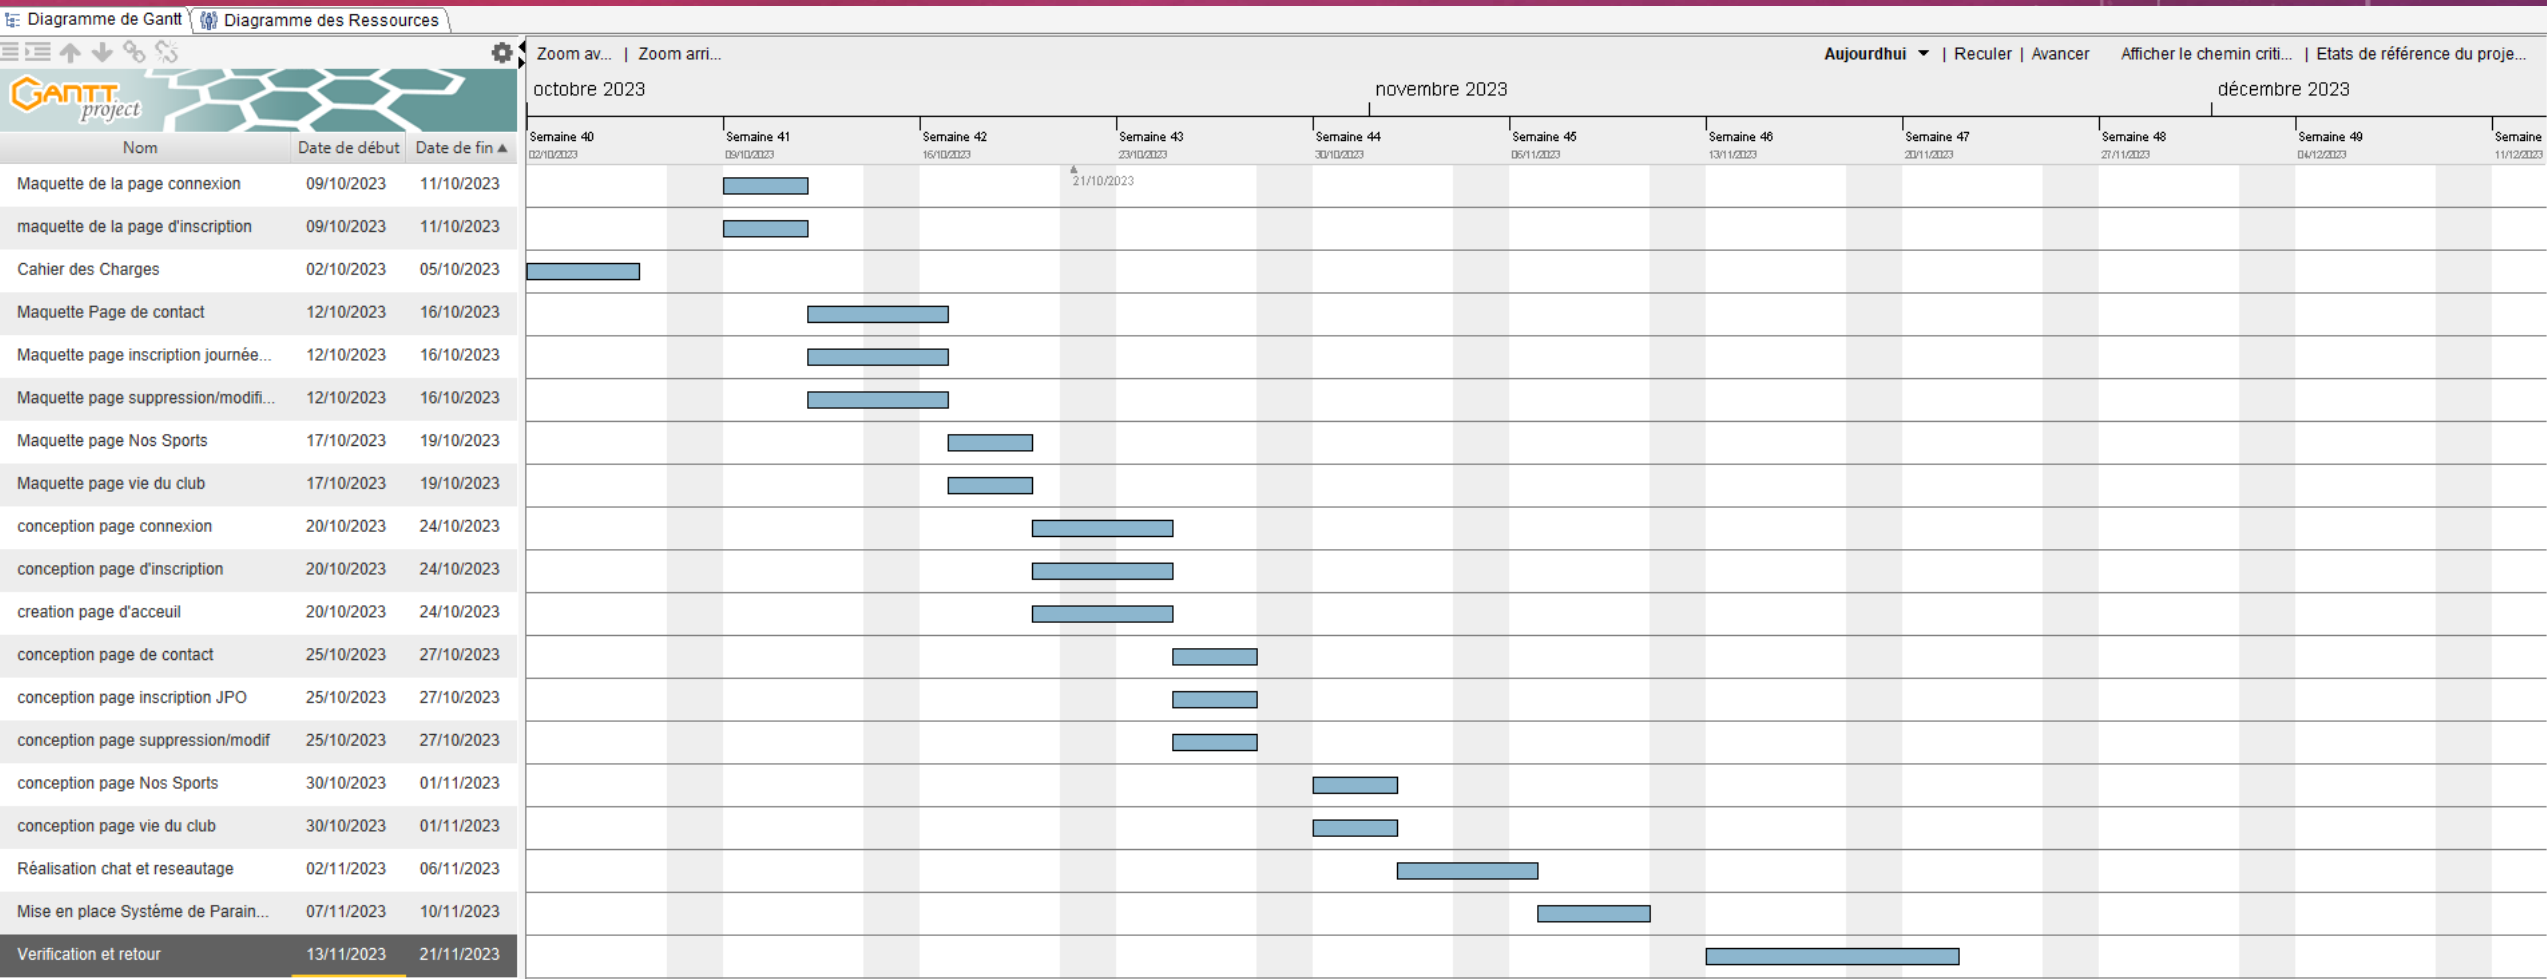 Diagramme de Gantt Diagramme des Ressources
Zoom av... | Zoom arri... Aujourdhui | Reculer | Avancer Afficher le chemin criti... | Etats de référence du proje...
GANTT project
octobre 2023 novembre 2023 décembre 2023
Semaine 40 Semaine 41 Semaine 42 Semaine 43 Semaine 44 Semaine 45 Semaine 46 Semaine 47 Semaine 48 Semaine 49 Semaine
02/10/2023 09/10/2023 16/10/2023 23/10/2023 30/10/2023 06/11/2023 13/11/2023 20/11/2023 27/11/2023 04/12/2023 11/12/2023
Nom Date de début Date de fin
21/10/2023
Maquette de la page connexion 09/10/2023 11/10/2023
maquette de la page d'inscription 09/10/2023 11/10/2023
Cahier des Charges 02/10/2023 05/10/2023
Maquette Page de contact 12/10/2023 16/10/2023
Maquette page inscription journée... 12/10/2023 16/10/2023
Maquette page suppression/modifi... 12/10/2023 16/10/2023
Maquette page Nos Sports 17/10/2023 19/10/2023
Maquette page vie du club 17/10/2023 19/10/2023
conception page connexion 20/10/2023 24/10/2023
conception page d'inscription 20/10/2023 24/10/2023
creation page d'acceuil 20/10/2023 24/10/2023
conception page de contact 25/10/2023 27/10/2023
conception page inscription JPO 25/10/2023 27/10/2023
conception page suppression/modif 25/10/2023 27/10/2023
conception page Nos Sports 30/10/2023 01/11/2023
conception page vie du club 30/10/2023 01/11/2023
Réalisation chat et reseautage 02/11/2023 06/11/2023
Mise en place Systéme de Parain... 07/11/2023 10/11/2023
Verification et retour 13/11/2023 21/11/2023